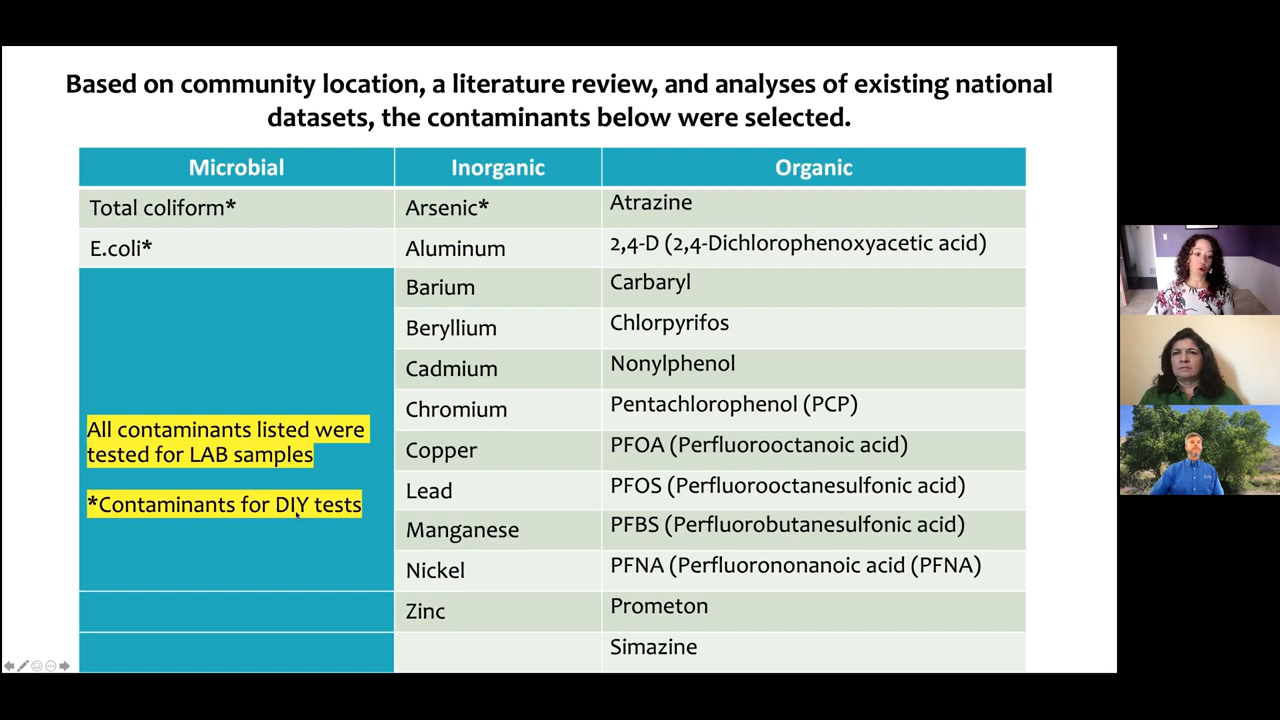 Based on community location, a literature review, and analyses of existing national
datasets, the contaminants below were selected.
Microbial
Inorganic
Organic
Total coliform*
Arsenic*
Atrazine
E.coli*
Aluminum
2,4-D (2,4-Dichlorophenoxyacetic acid)
Barium
Carbaryl
Beryllium
Chlorpyrifos
Cadmium
Nonylphenol
Chromium
Pentachlorophenol (PCP)
All contaminants listed were
tested for LAB samples
Copper
PFOA (Perfluorooctanoic acid)
Lead
PFOS (Perfluorooctanesulfonic acid)
*Contaminants for DIY tests
Manganese
PFBS (Perfluorobutanesulfonic acid)
Nickel
PFNA (Perfluorononanoic acid (PFNA)
Zinc
Prometon
Simazine